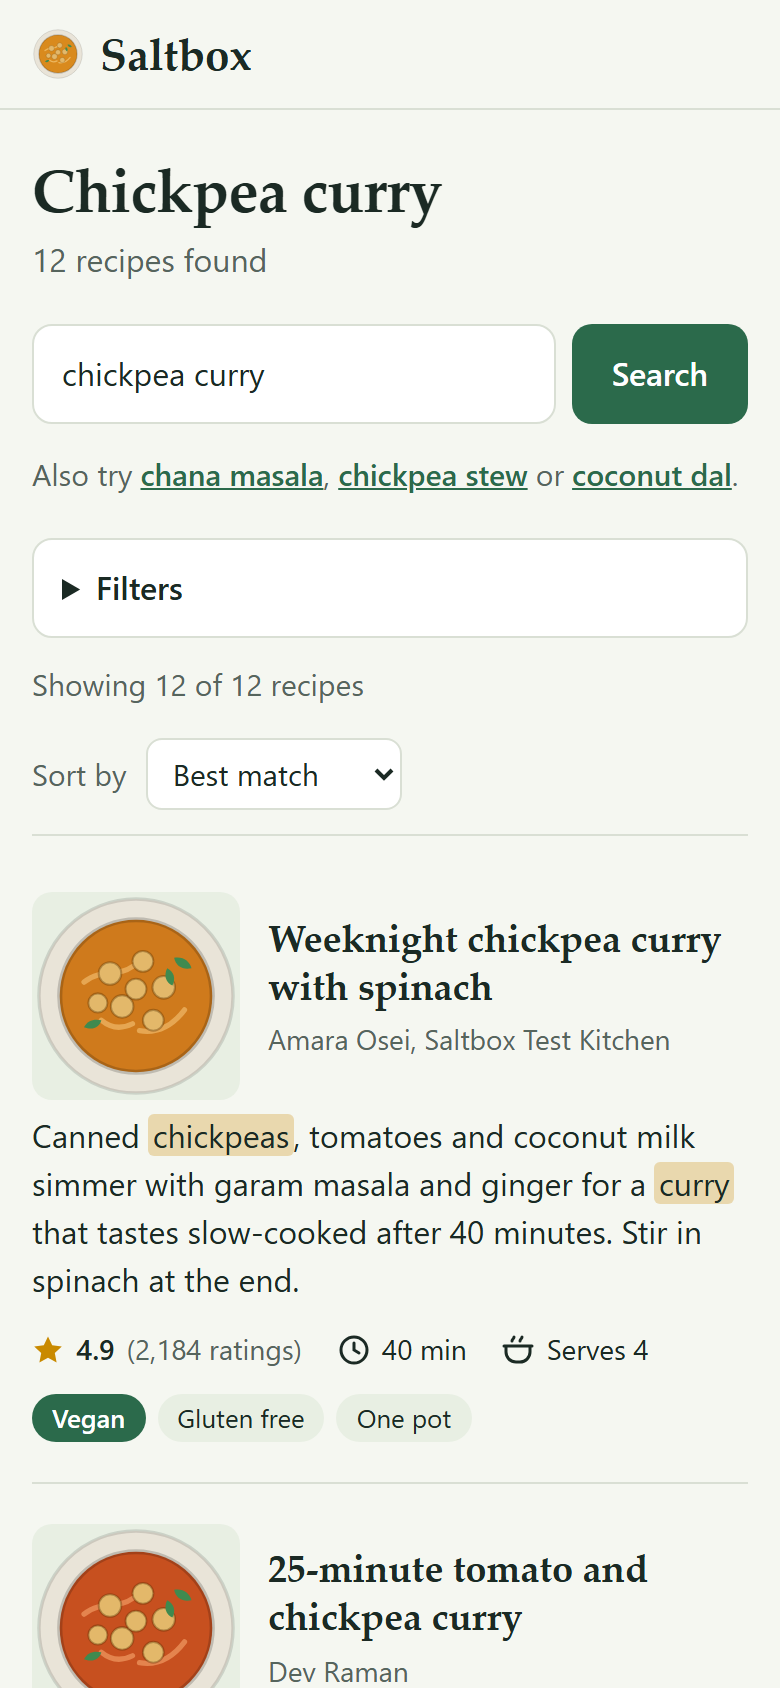 Saltbox
Chickpea curry
12 recipes found
chickpea curry
Search
Also try chana masala, chickpea stew or coconut dal.
Filters
Showing 12 of 12 recipes
Sort by Best match
Weeknight chickpea curry
with spinach
Amara Osei, Saltbox Test Kitchen
Canned chickpeas, tomatoes and coconut milk
simmer with garam masala and ginger for a curry
that tastes slow-cooked after 40 minutes. Stir in
spinach at the end.
4.9 (2,184 ratings) 40 min Serves 4
Vegan Gluten free One pot
25-minute tomato and
chickpea curry
Dev Raman